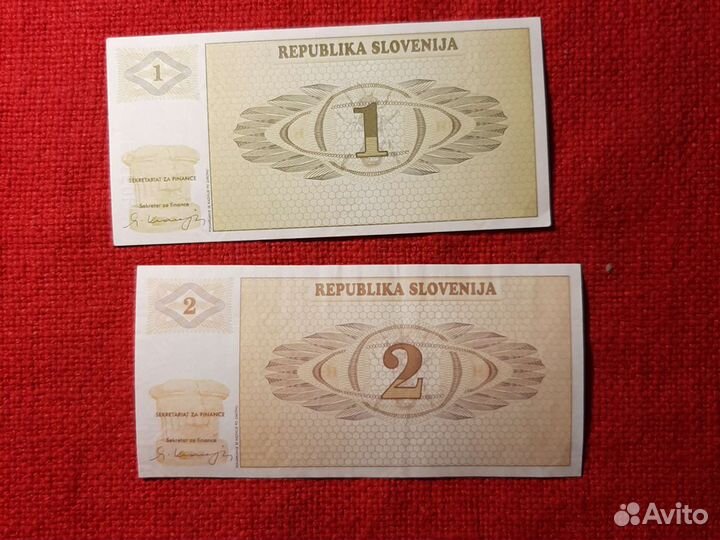 REPUBLIKA SLOVENIJA
1
1
SEKRETARIAT ZA FINANCE
Sekretar za finance
REPUBLIKA SLOVENIJA
2
2
SEKRETARIAT ZA FINANCE
Sekretar za finance
Avito